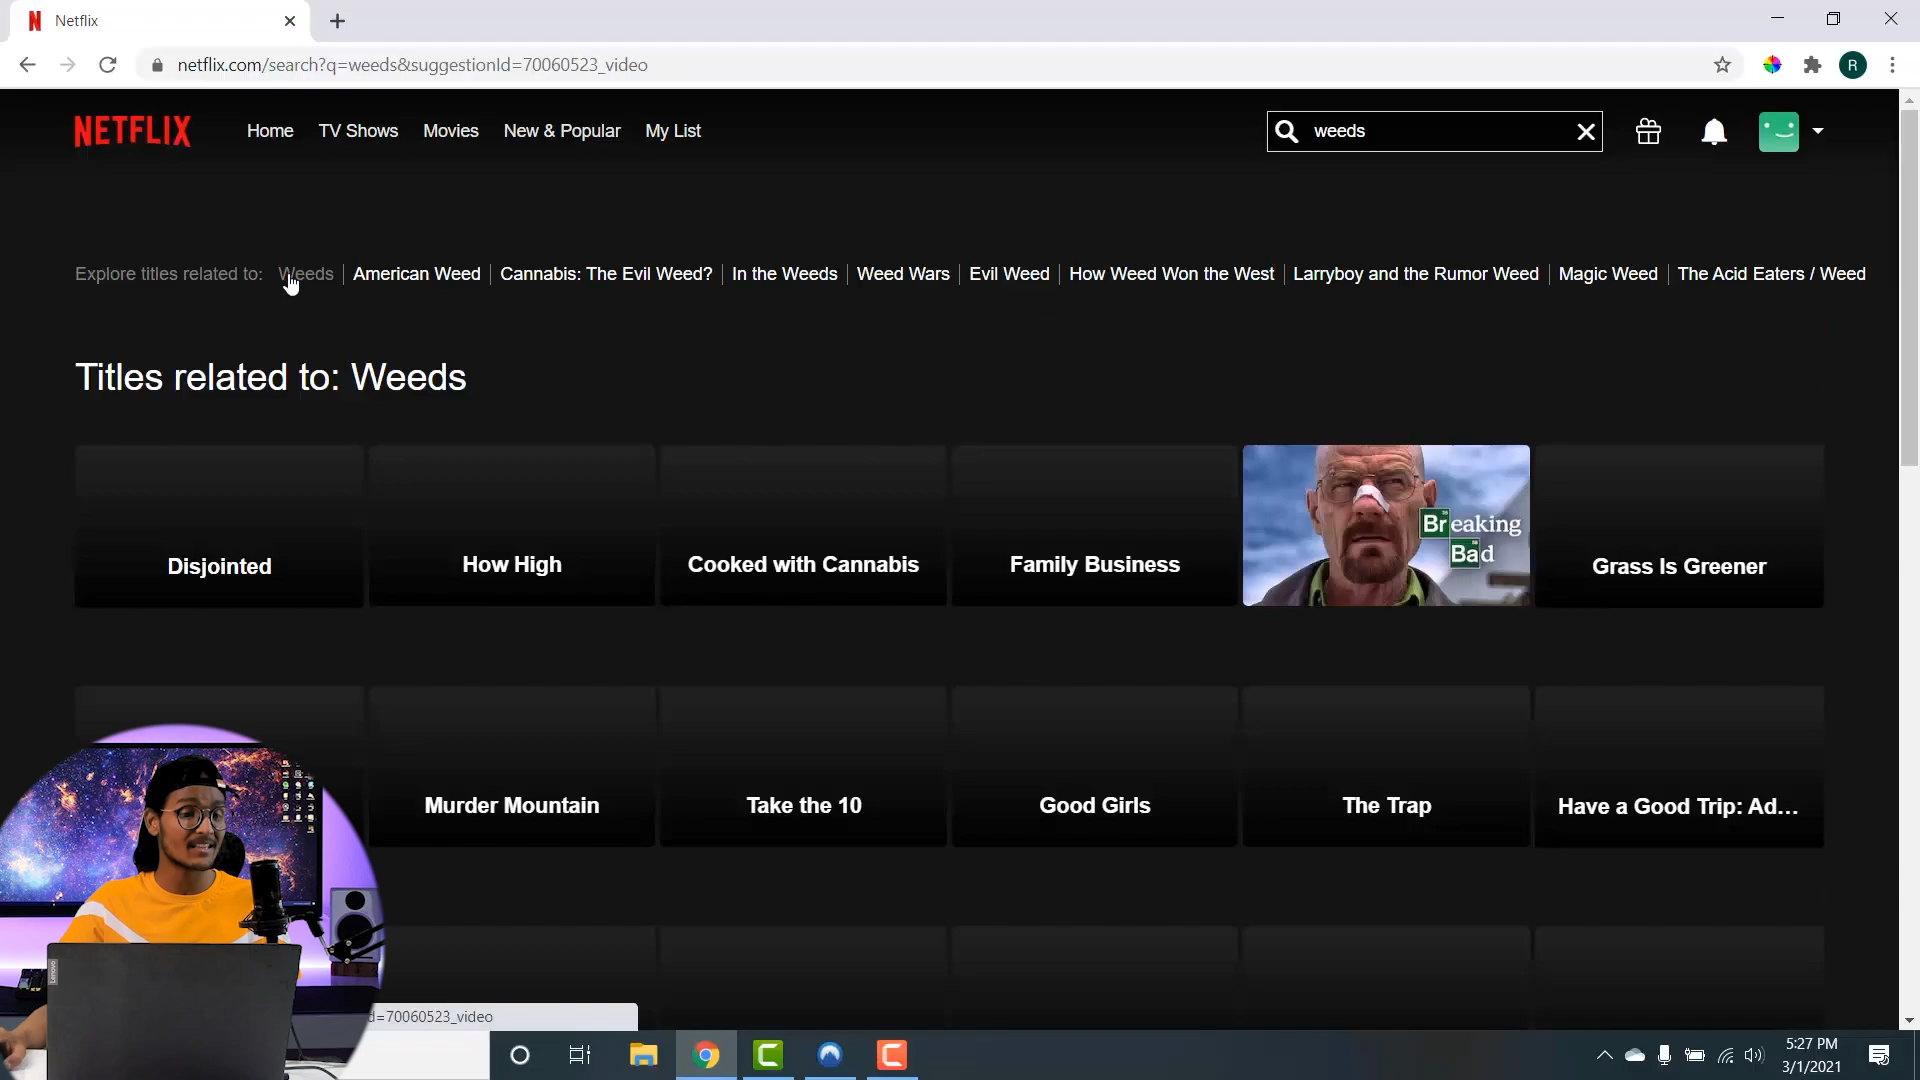 Netflix
netflix.com/search?q=weeds&suggestionId=70060523_video
R
NETFLIX
Home
TV Shows
Movies
New & Popular
My List
weeds
Explore titles related to:
Weeds
American Weed
Cannabis: The Evil Weed?
In the Weeds
Weed Wars
Evil Weed
How Weed Won the West
Larryboy and the Rumor Weed
Magic Weed
The Acid Eaters / Weed
Titles related to: Weeds
Disjointed
How High
Cooked with Cannabis
Family Business
Breaking
Bad
Grass Is Greener
Murder Mountain
Take the 10
Good Girls
The Trap
Have a Good Trip: Ad...
Lenovo
d=70060523_video
5:27 PM
3/1/2021